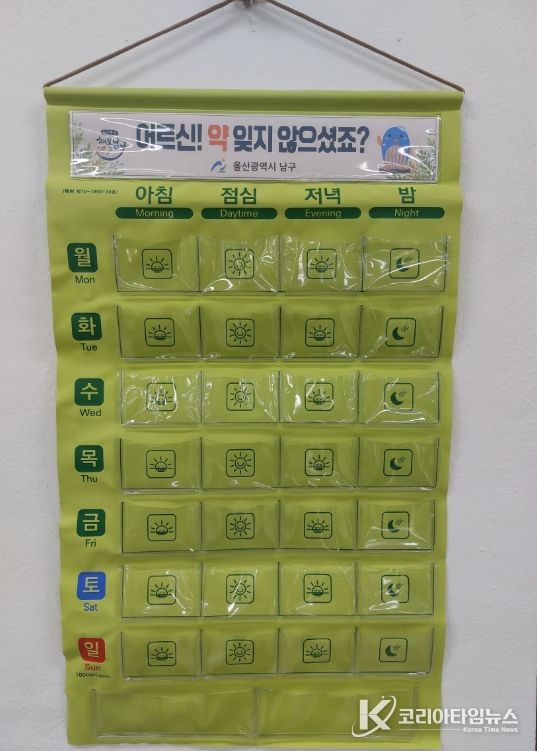 어르신! 약 잊지 않으셨죠?
울산광역시 남구
아침 점심 저녁 밤
Morning Daytime Evening Night
월
Mon
화
Tue
수
Wed
목
Thu
금
Fri
토
Sat
일
Sun
K 코리아타임뉴스
Korea Time News